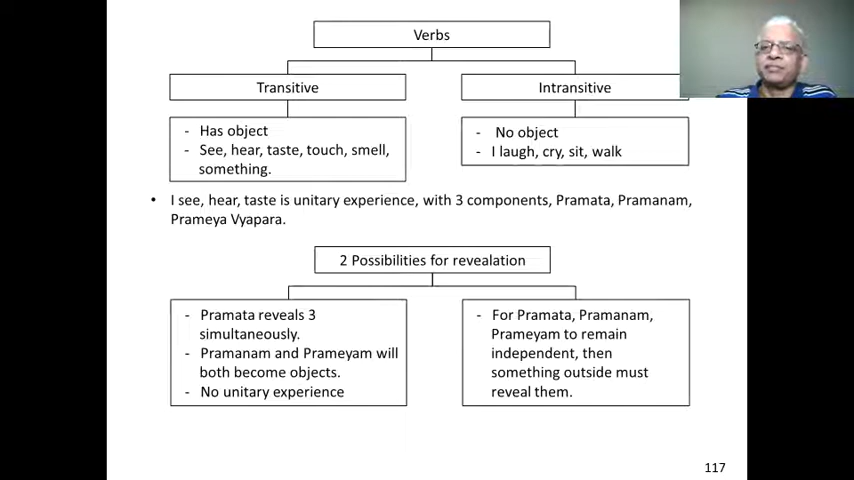 Verbs
Transitive
Intransitive
- Has object
- See, hear, taste, touch, smell,
something.
- No object
- I laugh, cry, sit, walk
• I see, hear, taste is unitary experience, with 3 components, Pramata, Pramanam,
Prameya Vyapara.
2 Possibilities for revealation
- Pramata reveals 3
simultaneously.
- Pramanam and Prameyam will
both become objects.
- No unitary experience
- For Pramata, Pramanam,
Prameyam to remain
independent, then
something outside must
reveal them.
117